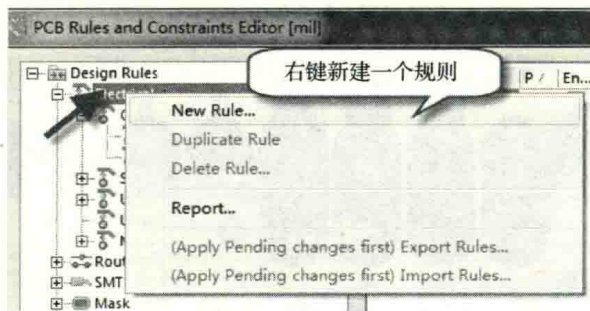 PCB Rules and Constraints Editor [mil]
Design Rules
右键新建一个规则
P
En...
Electrical
New Rule...
Duplicate Rule
Delete Rule...
Report...
(Apply Pending changes first) Export Rules...
(Apply Pending changes first) Import Rules...
S
U
U
Rout
SMT
Mask